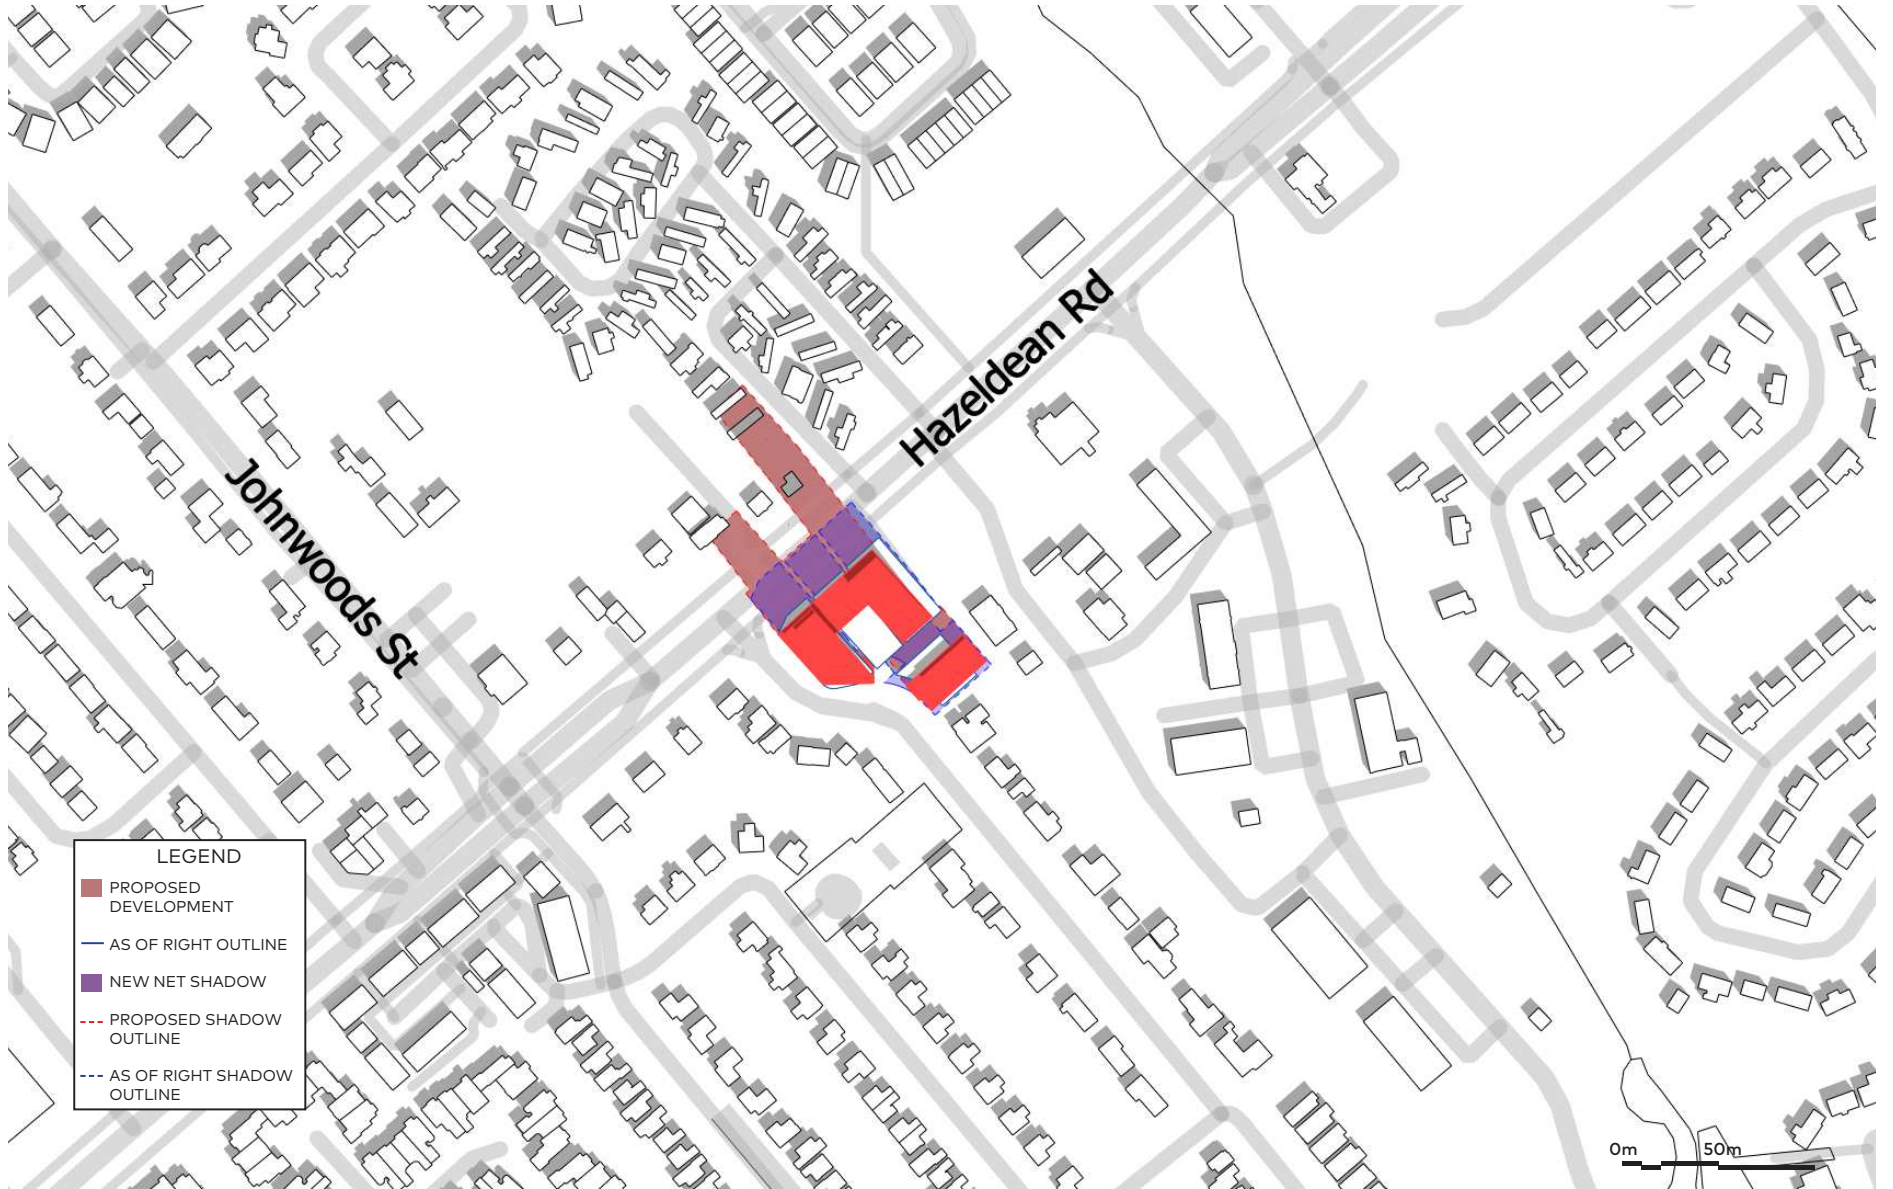 Hazeldean Rd
Johnwoods St
LEGEND
PROPOSED
DEVELOPMENT
AS OF RIGHT OUTLINE
NEW NET SHADOW
PROPOSED SHADOW
OUTLINE
AS OF RIGHT SHADOW
OUTLINE
0m 50m